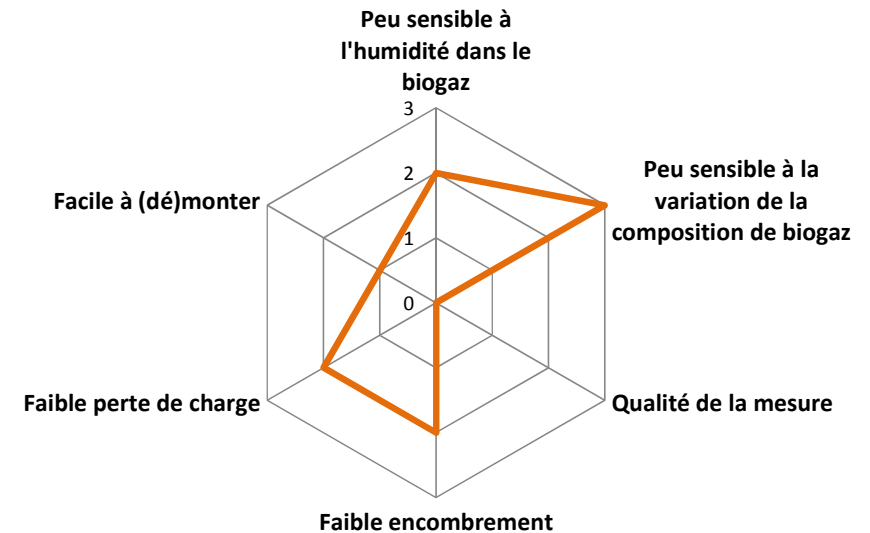 Peu sensible à
l'humidité dans le
biogaz
3
2
1
0
Peu sensible à la
variation de la
composition de biogaz
Qualité de la mesure
Faible encombrement
Faible perte de charge
Facile à (dé)monter